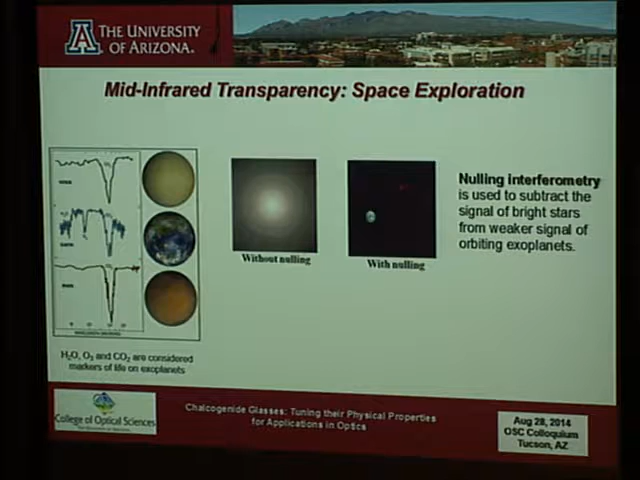 THE UNIVERSITY
OF ARIZONA.
Mid-Infrared Transparency: Space Exploration
Nulling interferometry
is used to subtract the
signal of bright stars
from weaker signal of
orbiting exoplanets.
Without nulling
With nulling
H₂O, O₃ and CO₂ are considered
markers of life on exoplanets
College of Optical Sciences
Chalcogenide Glasses: Tuning their Physical Properties
for Applications in Optics
Aug 28, 2014
OSC Colloquium
Tucson, AZ